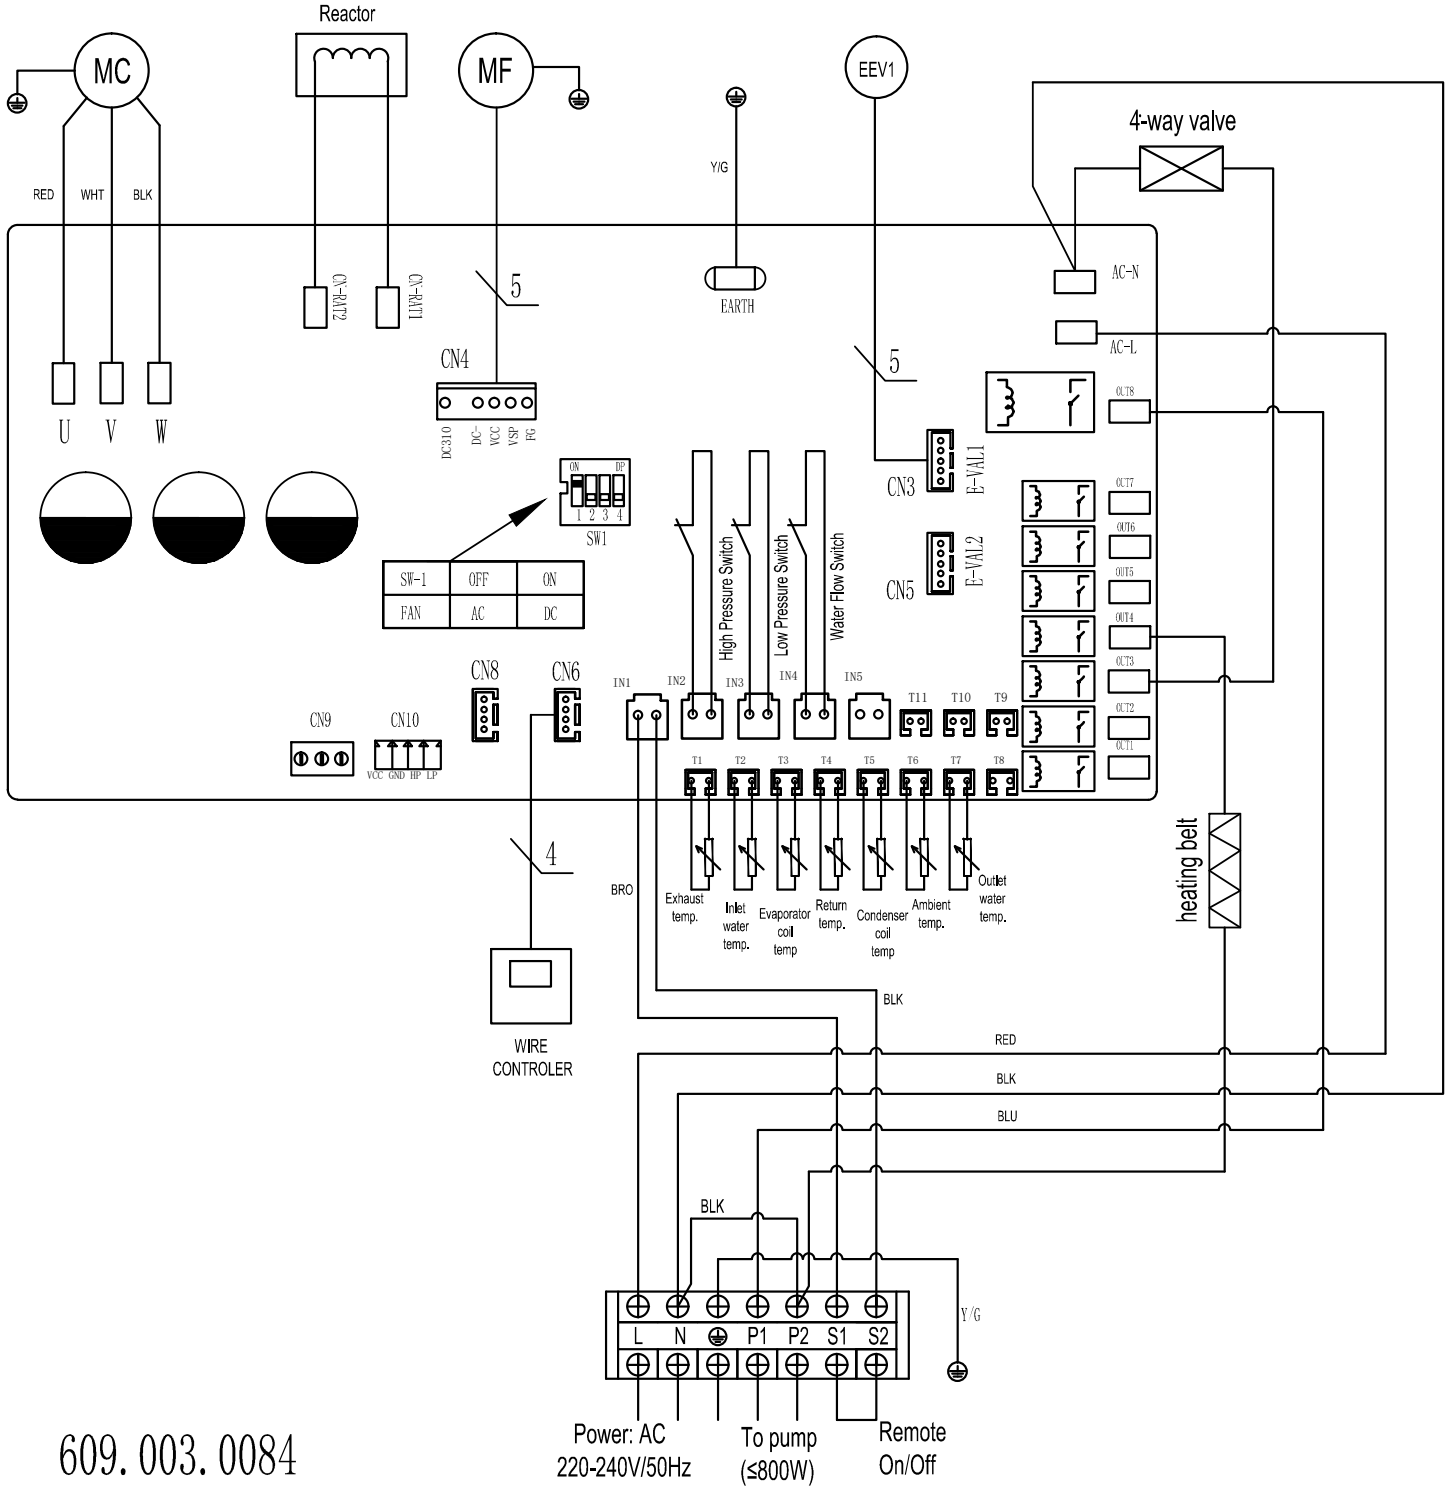 Reactor
MC
MF
EEV1
4-way valve
RED
WHT
BLK
Y/G
CN-RAT2
CN-RAT1
5
EARTH
AC-N
AC-L
CN4
5
U
V
W
DC310
DC-
VCC
VSP
FG
OUT8
CN3
E-VAL1
ON
DP
1 2 3 4
SW1
High Pressure Switch
Low Pressure Switch
Water Flow Switch
CN5
E-VAL2
OUT7
OUT6
OUT5
OUT4
OUT3
OUT2
OUT1
SW-1 OFF ON
FAN AC DC
CN8
CN6
IN1
IN2
IN3
IN4
IN5
T11
T10
T9
CN9
CN10
VCC GND HP LP
T1
T2
T3
T4
T5
T6
T7
T8
4
BRO
Exhaust
temp.
Inlet
water
temp.
Evaporator
coil
temp
Return
temp.
Condenser
coil
temp
Ambient
temp.
Outlet
water
temp.
heating belt
WIRE
CONTROLER
BLK
RED
BLK
BLU
BLK
Y/G
L
N
P1
P2
S1
S2
Power: AC
220-240V/50Hz
To pump
(≤800W)
Remote
On/Off
609.003.0084